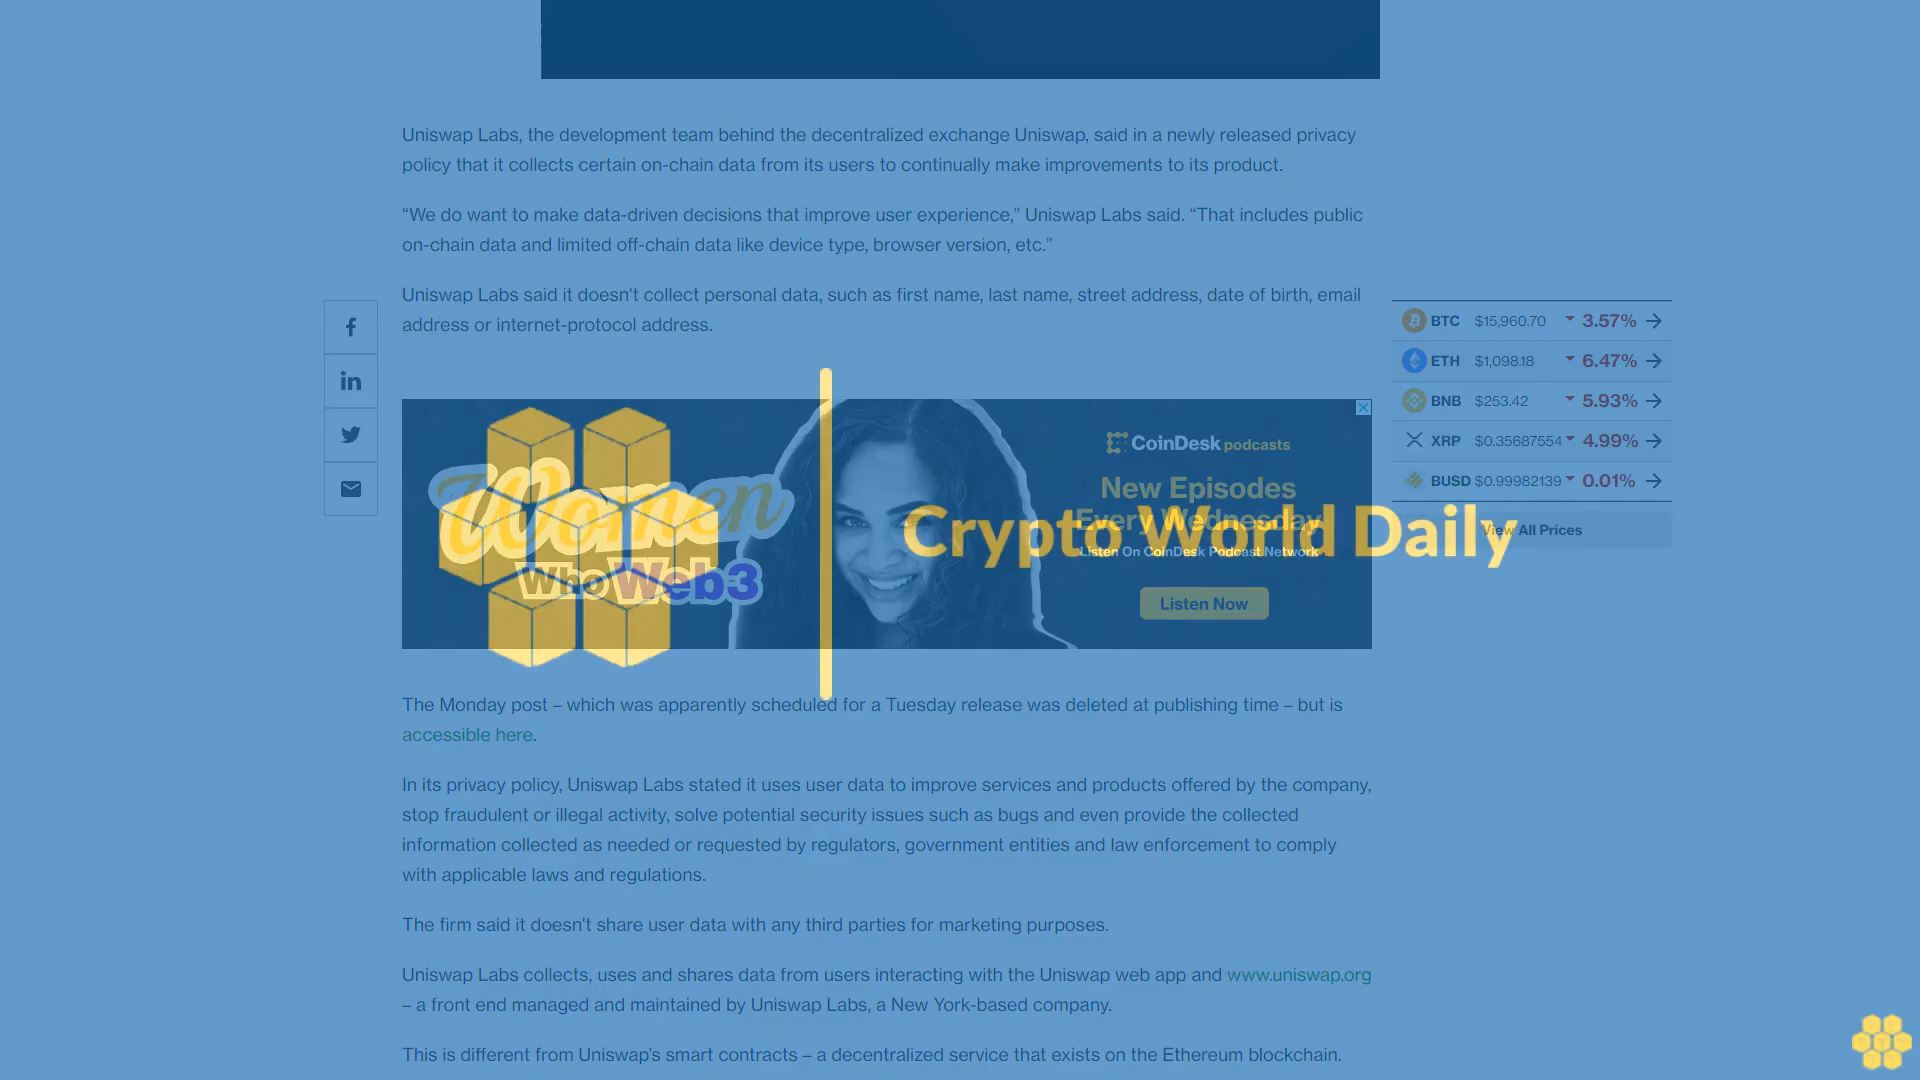 Uniswap Labs, the development team behind the decentralized exchange Uniswap, said in a newly released privacy
policy that it collects certain on-chain data from its users to continually make improvements to its product.
“We do want to make data-driven decisions that improve user experience,” Uniswap Labs said. “That includes public
on-chain data and limited off-chain data like device type, browser version, etc.”
Uniswap Labs said it doesn't collect personal data, such as first name, last name, street address, date of birth, email
address or internet-protocol address.
BTC $15,960.70 3.57%
ETH $1,098.18 6.47%
BNB $253.42 5.93%
XRP $0.35687554 4.99%
BUSD $0.99982139 0.01%
View All Prices
Women
Who Web3
CoinDesk podcasts
New Episodes
Every Wednesday
Listen On CoinDesk Podcast Network
Listen Now
Crypto World Daily
The Monday post – which was apparently scheduled for a Tuesday release was deleted at publishing time – but is
accessible here.
In its privacy policy, Uniswap Labs stated it uses user data to improve services and products offered by the company,
stop fraudulent or illegal activity, solve potential security issues such as bugs and even provide the collected
information collected as needed or requested by regulators, government entities and law enforcement to comply
with applicable laws and regulations.
The firm said it doesn't share user data with any third parties for marketing purposes.
Uniswap Labs collects, uses and shares data from users interacting with the Uniswap web app and www.uniswap.org
– a front end managed and maintained by Uniswap Labs, a New York-based company.
This is different from Uniswap’s smart contracts – a decentralized service that exists on the Ethereum blockchain.